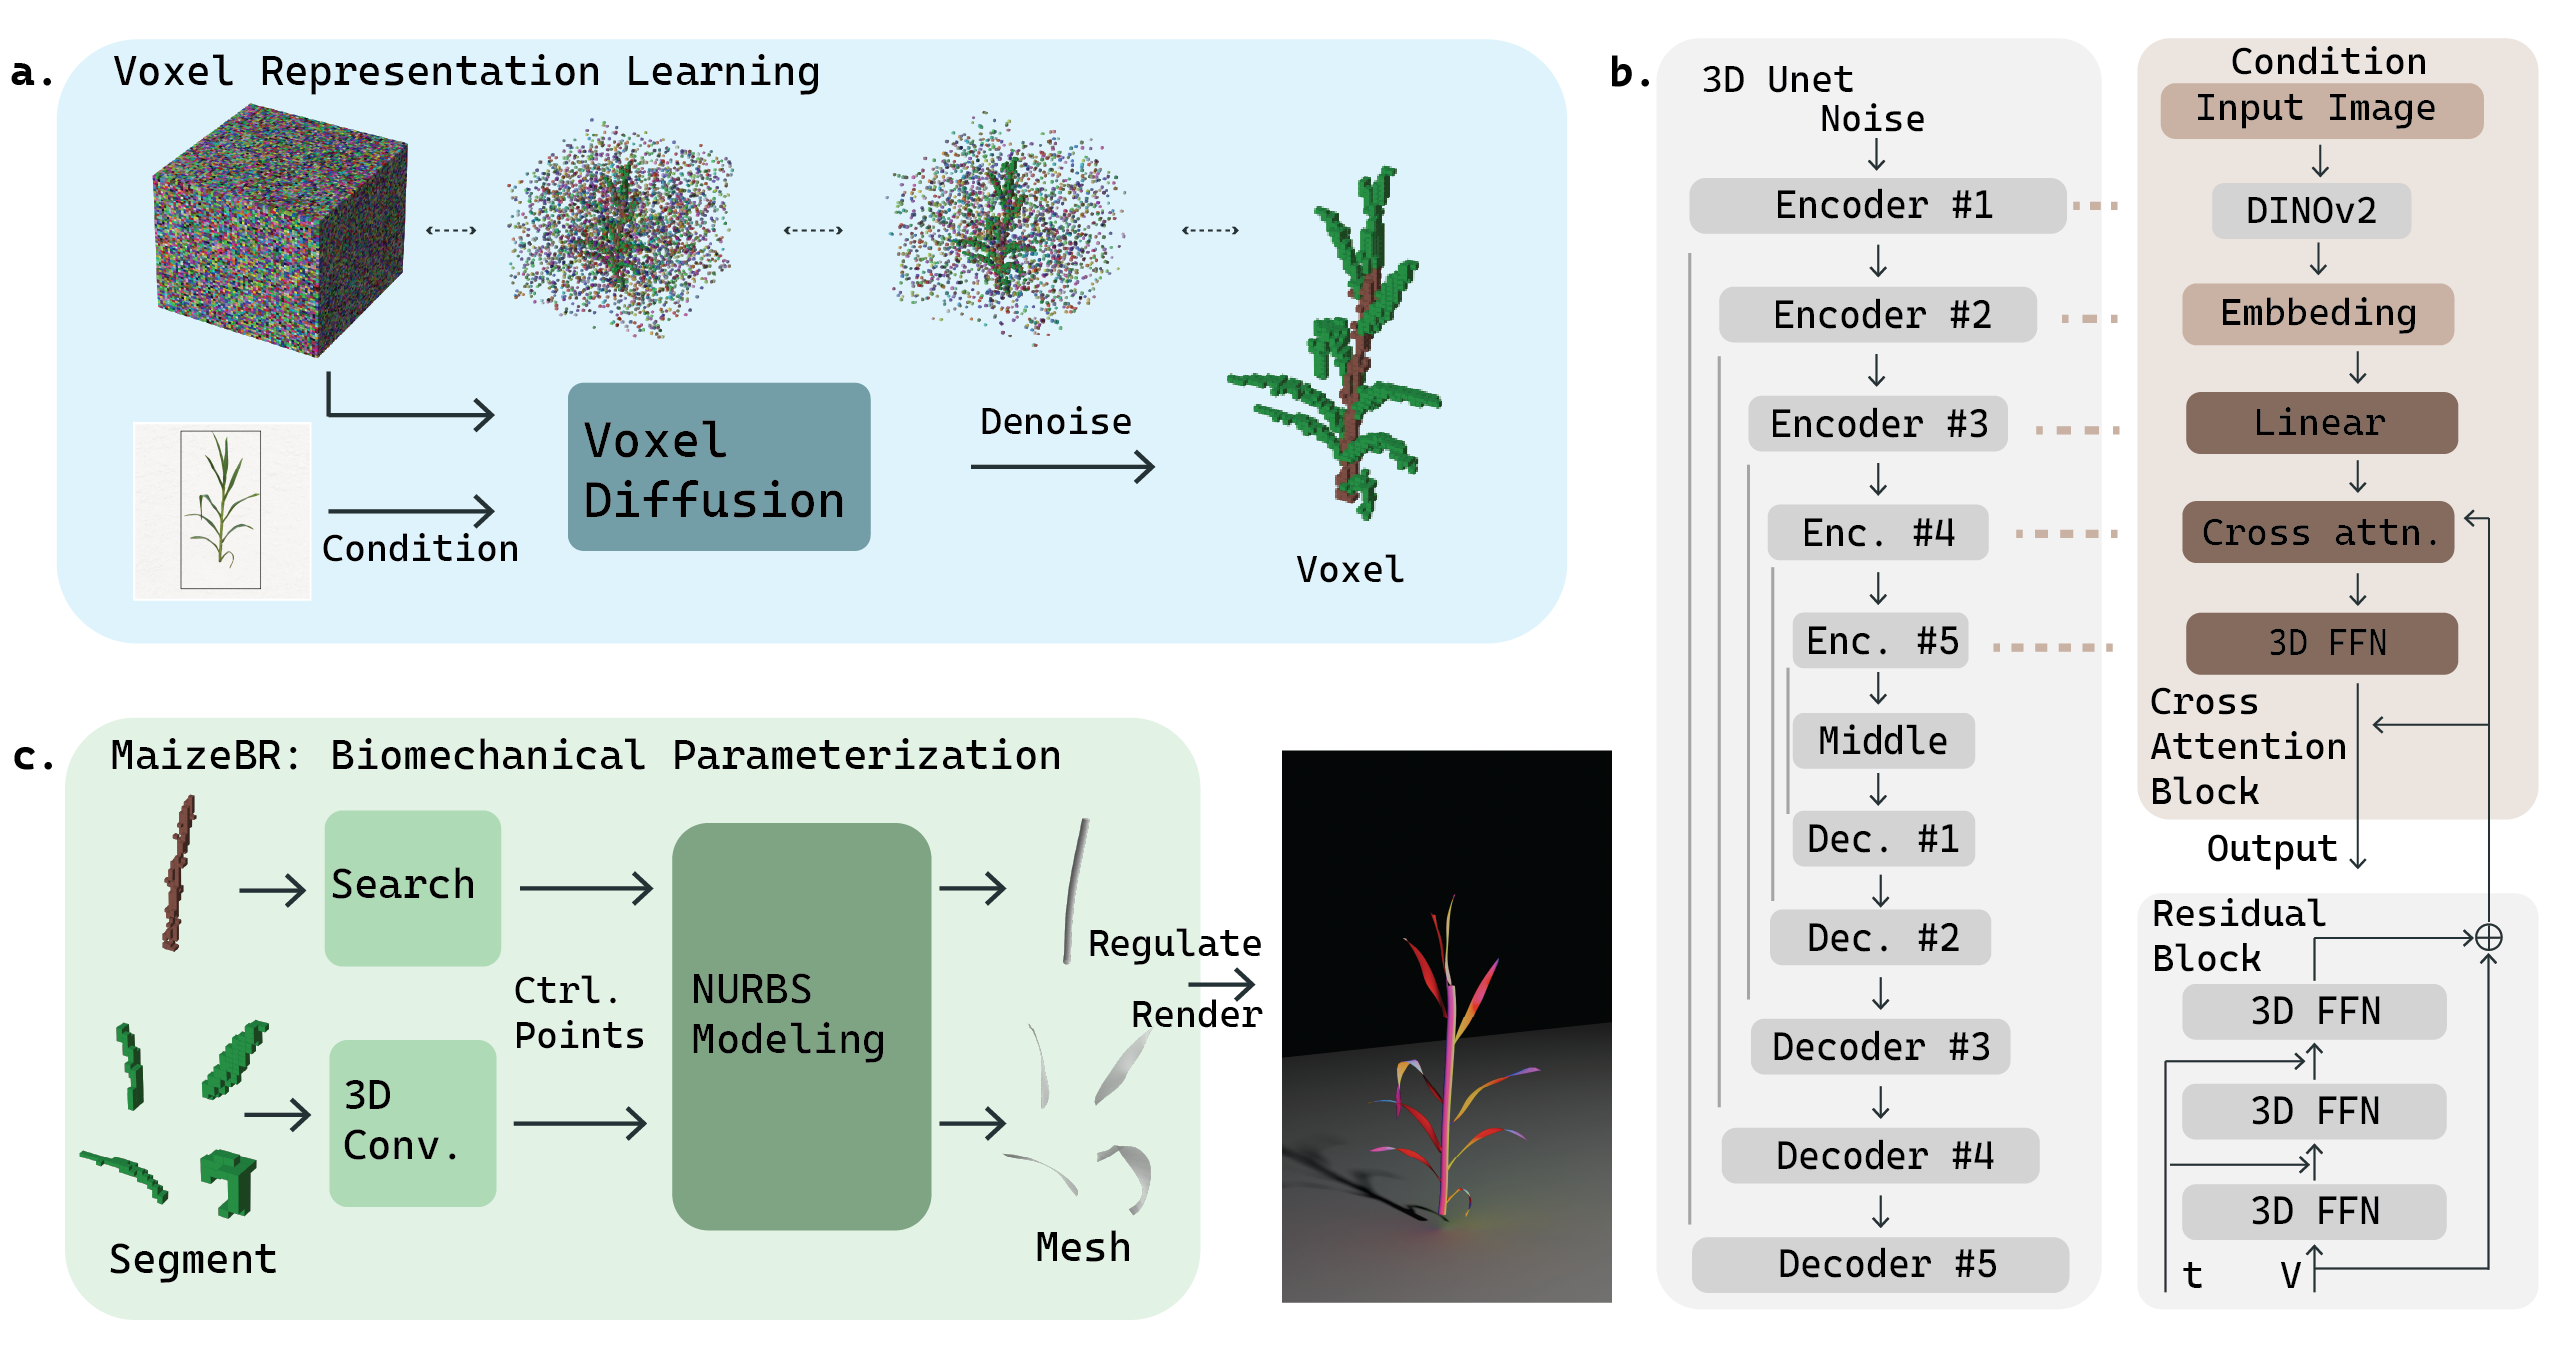 a.
Voxel Representation Learning
Voxel
Diffusion
Denoise
Condition
Voxel
b.
3D Unet
Noise
Encoder #1
Encoder #2
Encoder #3
Enc. #4
Enc. #5
Middle
Dec. #1
Dec. #2
Decoder #3
Decoder #4
Decoder #5
Condition
Input Image
DINOv2
Embbeding
Linear
Cross attn.
3D FFN
Cross
Attention
Block
Output
Residual
Block
3D FFN
3D FFN
3D FFN
t
V
c.
MaizeBR: Biomechanical Parameterization
Search
Ctrl.
Points
3D
Conv.
NURBS
Modeling
Segment
Mesh
Regulate
Render